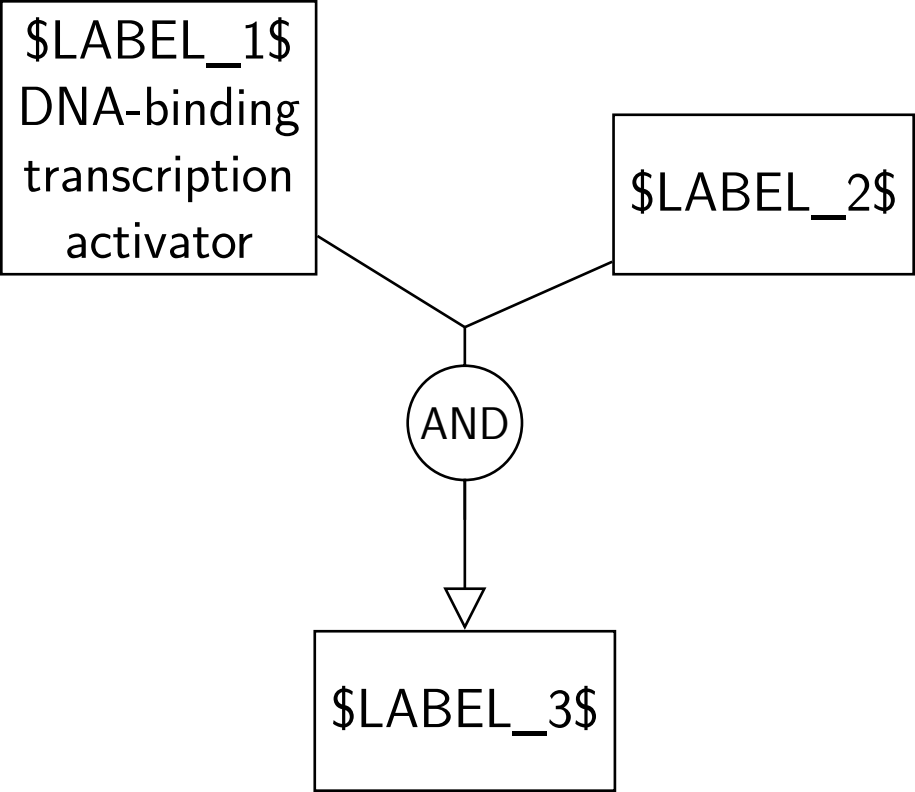 $LABEL_1$
DNA-binding
transcription
activator
$LABEL_2$
AND
$LABEL_3$